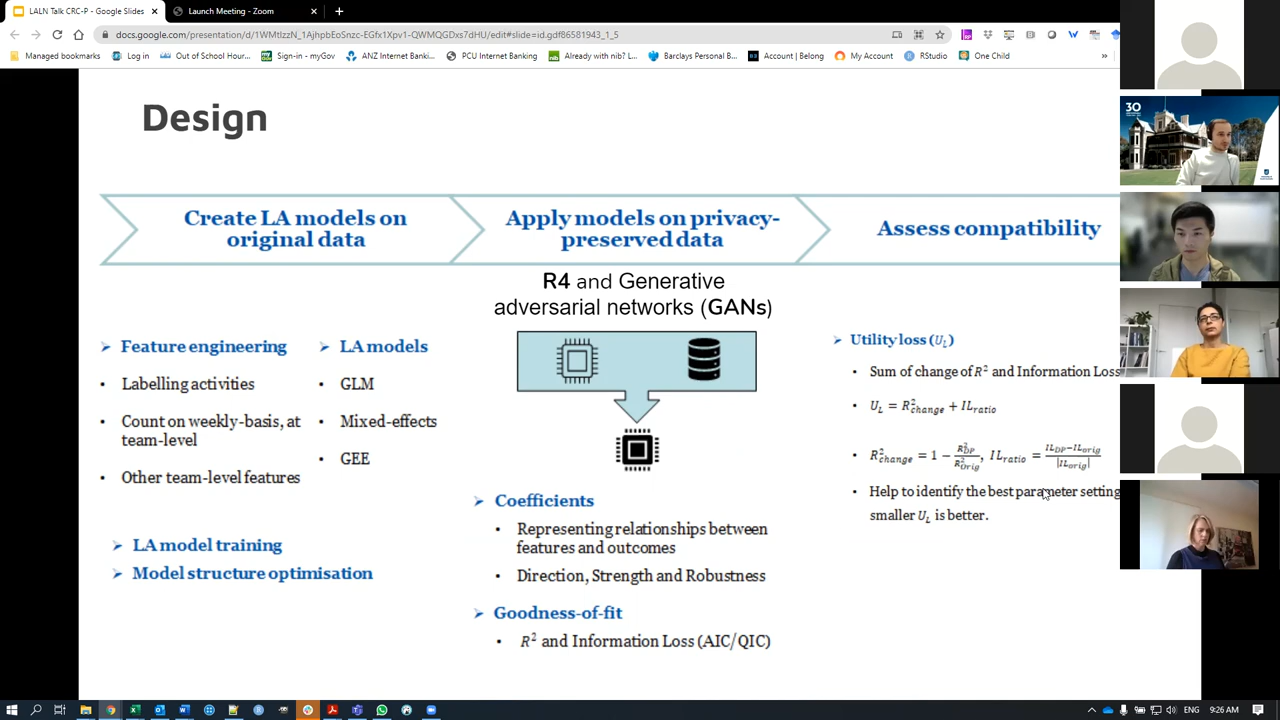 LALN Talk CRC-P - Google Slides
Launch Meeting - Zoom
docs.google.com/presentation/d/1WMtlzzN_1AjhpbEoSnzc-EGfx1Xpv1-QWMQGDxs7dHU/edit#slide=id.gdf86581943_1_5
Managed bookmarks
Log in
Out of School Hour...
Sign-in - myGov
ANZ Internet Banki...
PCU Internet Banking
Already with nib? L...
Barclays Personal B...
Account | Belong
My Account
RStudio
One Child
Design
Create LA models on
original data
Apply models on privacy-
preserved data
Assess compatibility
R4 and Generative
adversarial networks (GANs)
➢ Feature engineering
• Labelling activities
• Count on weekly-basis, at
team-level
• Other team-level features
➢ LA models
• GLM
• Mixed-effects
• GEE
➢ LA model training
➢ Model structure optimisation
➢ Coefficients
• Representing relationships between
features and outcomes
• Direction, Strength and Robustness
➢ Goodness-of-fit
• R² and Information Loss (AIC/QIC)
➢ Utility loss (U_L)
• Sum of change of R² and Information Loss
• U_L = R²_change + IL_ratio
• R²_change = 1 − R²_DP / R²_Orig, IL_ratio = (IL_DP − IL_orig) / |IL_orig|
• Help to identify the best parameter setting
smaller U_L is better.
30
9:26 AM